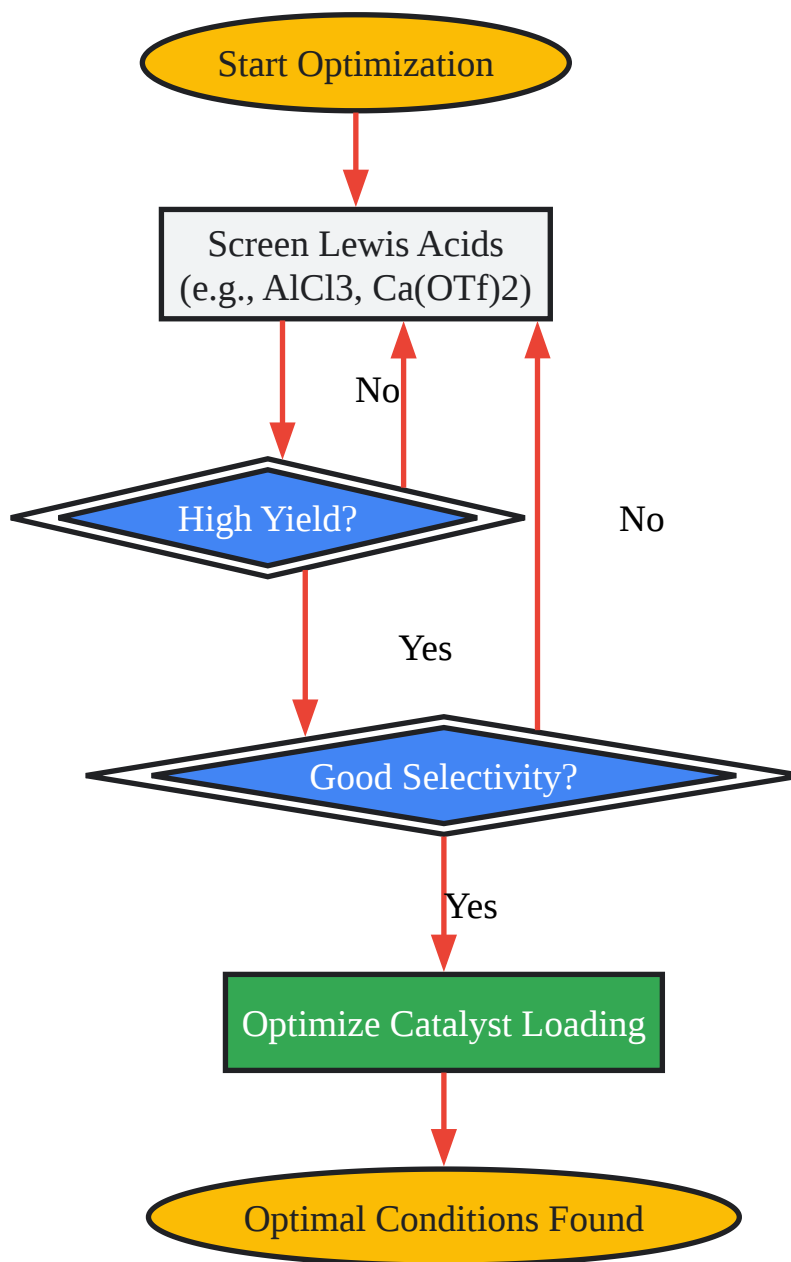 Start Optimization
Screen Lewis Acids
(e.g., AlCl3, Ca(OTf)2)
No
High Yield?
No
Yes
Good Selectivity?
Yes
Optimize Catalyst Loading
Optimal Conditions Found